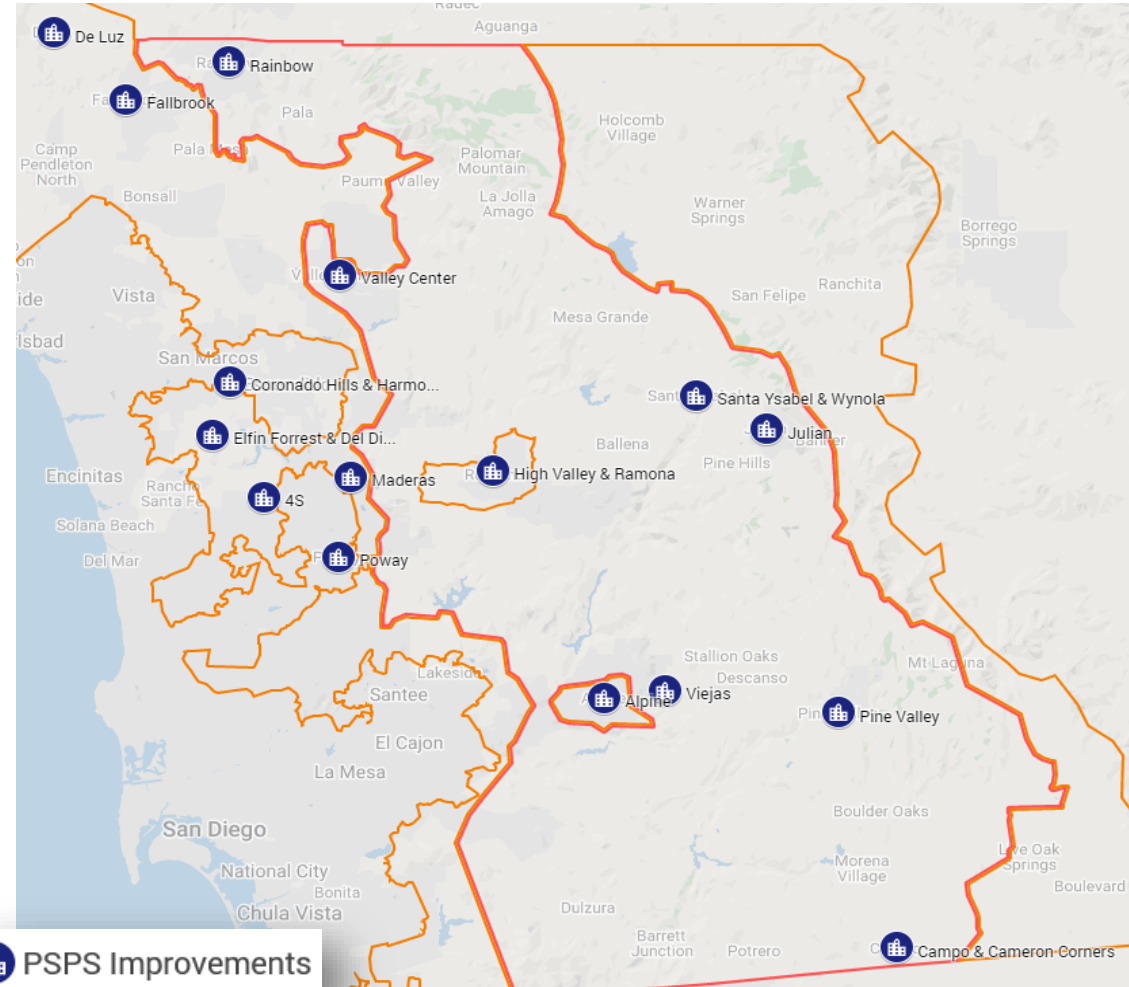 Radec
Aguanga
De Luz
Rainbow
Fallbrook
Pala
Holcomb
Village
Camp
Pendleton
North
Pala
Palomar
Mountain
Pauma Valley
Bonsall
La Jolla
Amago
Warner
Springs
Borrego
Springs
Valley Center
Vista
San Felipe
Ranchita
Mesa Grande
San Marcos
Coronado Hills & Harmo...
Santa Ysabel & Wynola
Elfin Forrest & Del Di...
Julian
Banner
Ballena
Pine Hills
Encinitas
Rancho
Santa Fe
Maderas
High Valley & Ramona
4S
Solana Beach
Del Mar
Poway
Stallion Oaks
Mt Laguna
Lakeside
Descanso
Santee
Alpine
Viejas
Pine Valley
El Cajon
La Mesa
Boulder Oaks
San Diego
Live Oak
Springs
National City
Morena
Village
Bonita
Boulevard
Chula Vista
Dulzura
Barrett
Junction
Potrero
Campo & Cameron Corners
PSPS Improvements